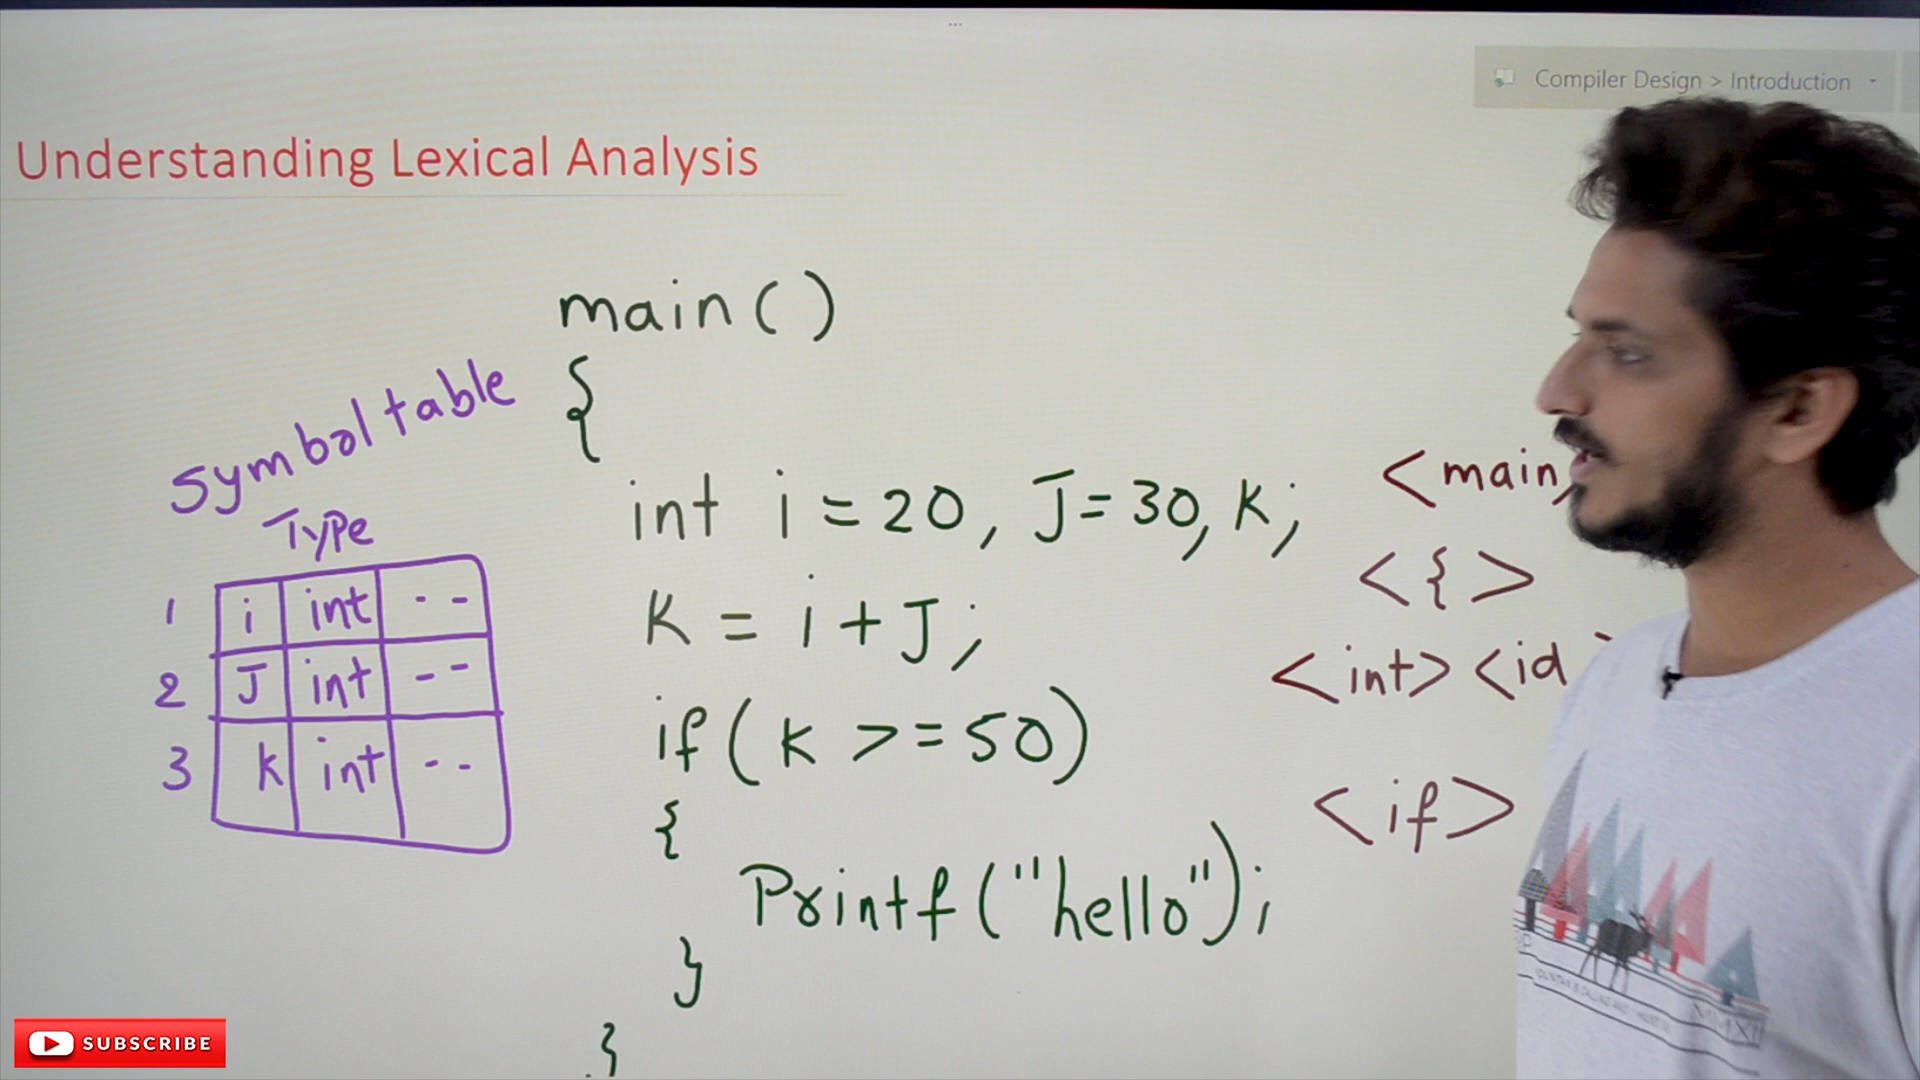 Compiler Design > Introduction
Understanding Lexical Analysis
main()
{
int i = 20, J = 30, K;
K = i + J;
if ( K >= 50)
{
Printf ("hello");
}
}
Symbol table
Type
1 i int - -
2 J int - -
3 K int - -
<main
< { >
<int> <id
<if>
SUBSCRIBE